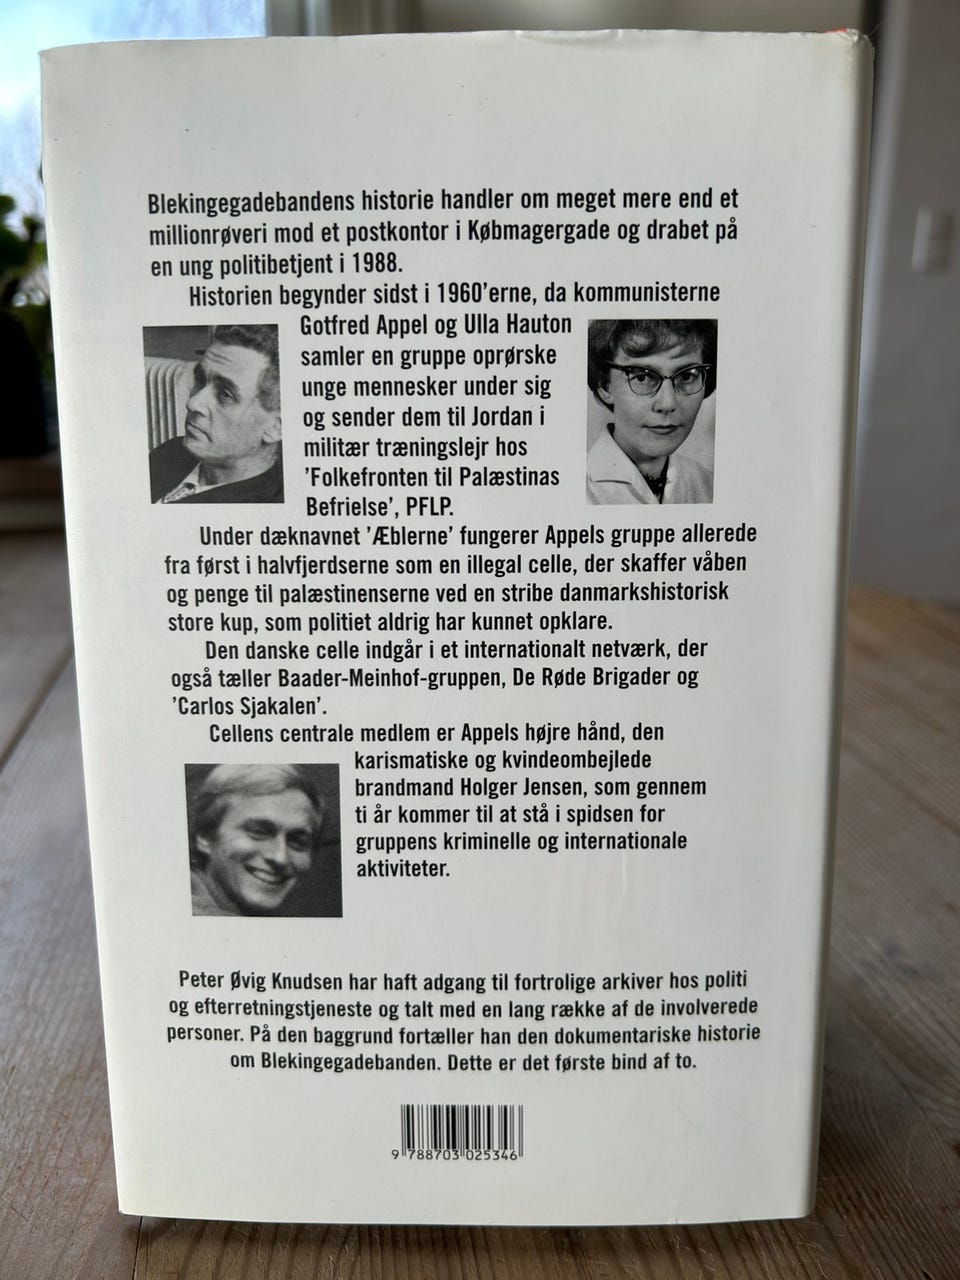 Blekingegadebandens historie handler om meget mere end et
millionrøveri mod et postkontor i Købmagergade og drabet på
en ung politibetjent i 1988.
Historien begynder sidst i 1960'erne, da kommunisterne
Gotfred Appel og Ulla Hauton
samler en gruppe oprørske
unge mennesker under sig
og sender dem til Jordan i
militær træningslejr hos
'Folkefronten til Palæstinas
Befrielse', PFLP.
Under dæknavnet 'Æblerne' fungerer Appels gruppe allerede
fra først i halvfjerdserne som en illegal celle, der skaffer våben
og penge til palæstinenserne ved en stribe danmarkshistorisk
store kup, som politiet aldrig har kunnet opklare.
Den danske celle indgår i et internationalt netværk, der
også tæller Baader-Meinhof-gruppen, De Røde Brigader og
'Carlos Sjakalen'.
Cellens centrale medlem er Appels højre hånd, den
karismatiske og kvindeombejlede
brandmand Holger Jensen, som gennem
ti år kommer til at stå i spidsen for
gruppens kriminelle og internationale
aktiviteter.
Peter Øvig Knudsen har haft adgang til fortrolige arkiver hos politi
og efterretningstjeneste og talt med en lang række af de involverede
personer. På den baggrund fortæller han den dokumentariske historie
om Blekingegadebanden. Dette er det første bind af to.
9 788703 025346